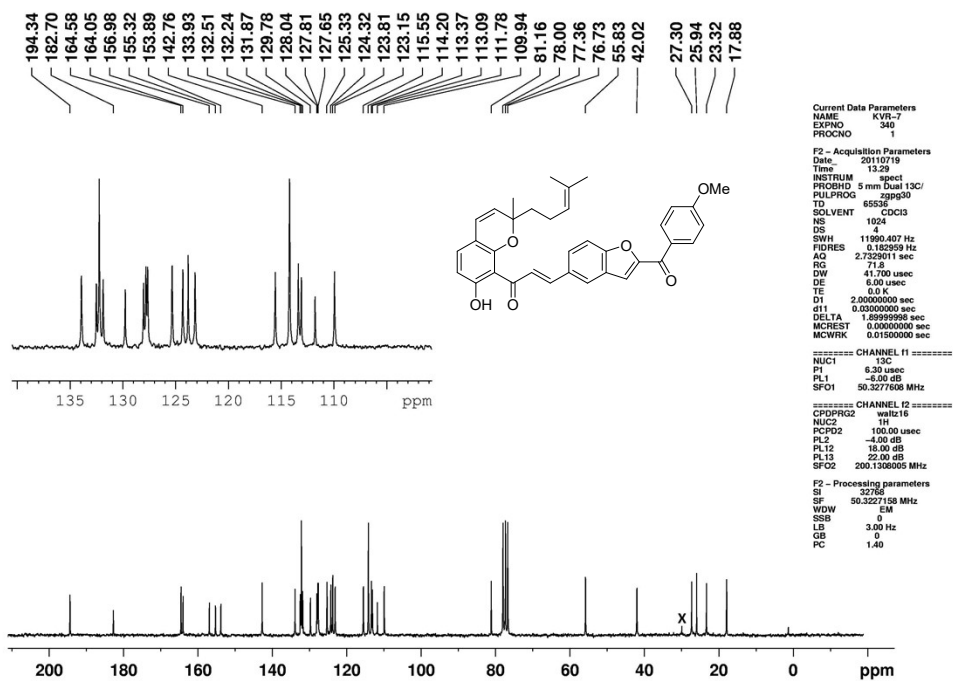 194.34
182.70
164.58
164.05
156.98
155.32
153.89
142.76
133.93
132.51
132.24
131.87
129.78
128.04
127.81
127.65
125.33
124.32
123.81
123.15
115.55
114.20
113.37
113.09
111.78
109.94
81.16
78.00
77.36
76.73
55.83
42.02
27.30
25.94
23.32
17.88
Current Data Parameters
NAME KVR-7
EXPNO 340
PROCNO 1
F2 - Acquisition Parameters
Date_ 20110719
Time 13.29
INSTRUM spect
PROBHD 5 mm Dual 13C/
PULPROG zgpg30
TD 65536
SOLVENT CDCl3
NS 1024
DS 4
SWH 11990.407 Hz
FIDRES 0.182959 Hz
AQ 2.7329011 sec
RG 71.8
DW 41.700 usec
DE 6.00 usec
TE 0.0 K
D1 2.00000000 sec
d11 0.03000000 sec
DELTA 1.89999998 sec
MCREST 0.00000000 sec
MCWRK 0.01500000 sec
======== CHANNEL f1 ========
NUC1 13C
P1 6.30 usec
PL1 -6.00 dB
SFO1 50.3277608 MHz
======== CHANNEL f2 ========
CPDPRG2 waltz16
NUC2 1H
PCPD2 100.00 usec
PL2 -4.00 dB
PL12 18.00 dB
PL13 22.00 dB
SFO2 200.1308005 MHz
F2 - Processing parameters
SI 32768
SF 50.3227158 MHz
WDW EM
SSB 0
LB 3.00 Hz
GB 0
PC 1.40
OMe
O
O
O
OH
O
135 130 125 120 115 110 ppm
X
200 180 160 140 120 100 80 60 40 20 0 ppm